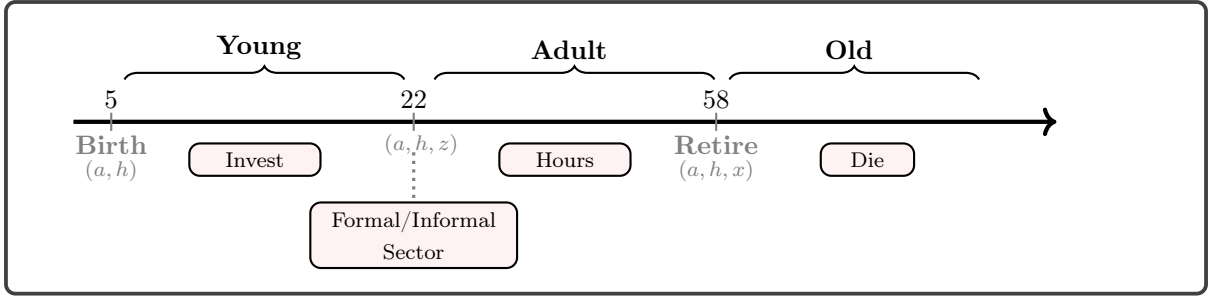 Young Adult Old
5 22 58
Birth (a, h, z) Retire
(a, h) Invest Hours (a, h, x) Die
Formal/Informal
Sector